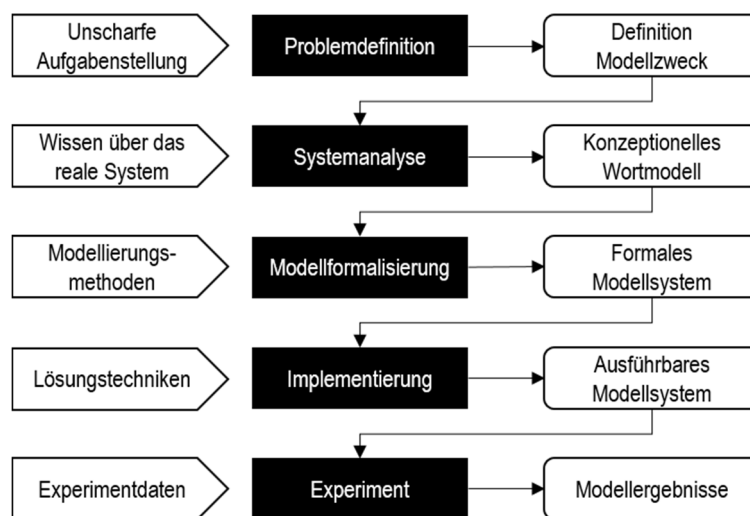 Unscharfe
Aufgabenstellung
Problemdefinition
Definition
Modellzweck
Wissen über das
reale System
Systemanalyse
Konzeptionelles
Wortmodell
Modellierungs-
methoden
Modellformalisierung
Formales
Modellsystem
Lösungstechniken
Implementierung
Ausführbares
Modellsystem
Experimentdaten
Experiment
Modellergebnisse